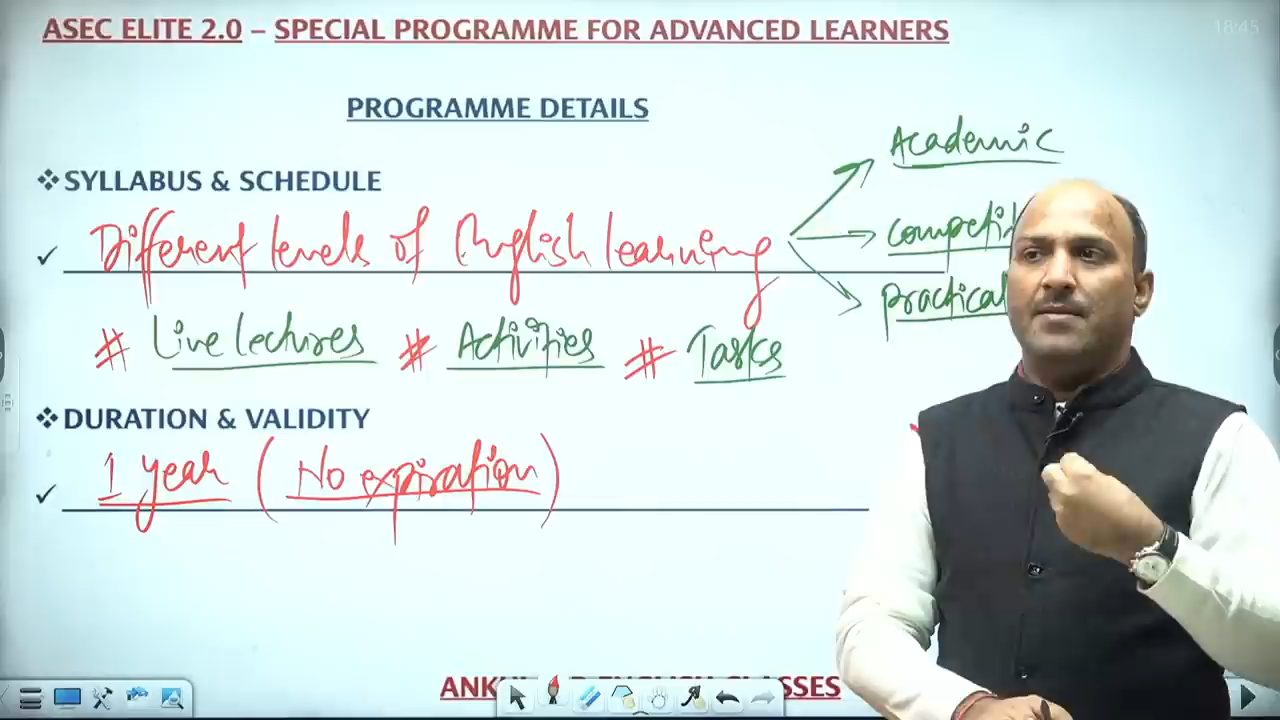 ASEC ELITE 2.0 – SPECIAL PROGRAMME FOR ADVANCED LEARNERS
18:45
PROGRAMME DETAILS
Academic
❖SYLLABUS & SCHEDULE
✓ Different levels of English learning
practical
# Live lectures # Activities # Tasks
❖DURATION & VALIDITY
✓ 1 year (No expiration)
CLASSES